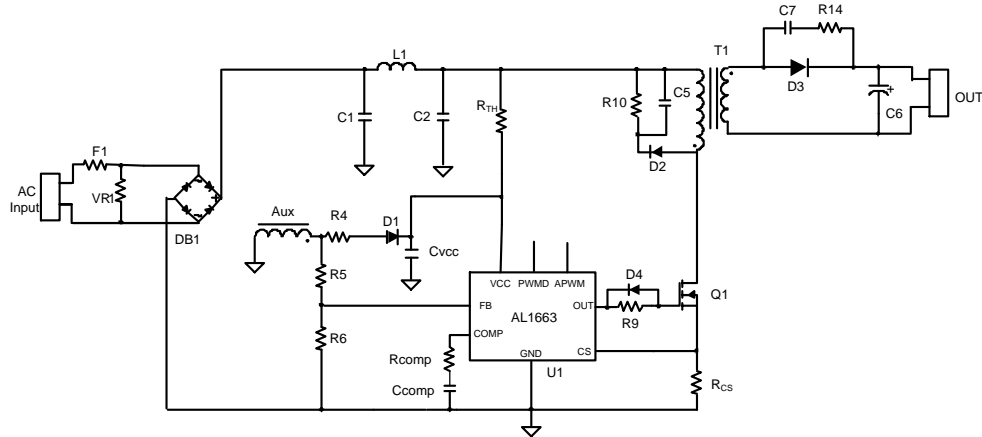 C7
R14
T1
L1
D3
C5
R10
RTH
C1
C2
C6
+
OUT
D2
F1
AC
Input
VR1
DB1
Aux
R4
D1
Cvcc
R5
VCC
PWMD
APWM
D4
Q1
FB
OUT
AL1663
R9
R6
COMP
GND
CS
Rcomp
U1
Ccomp
RCS